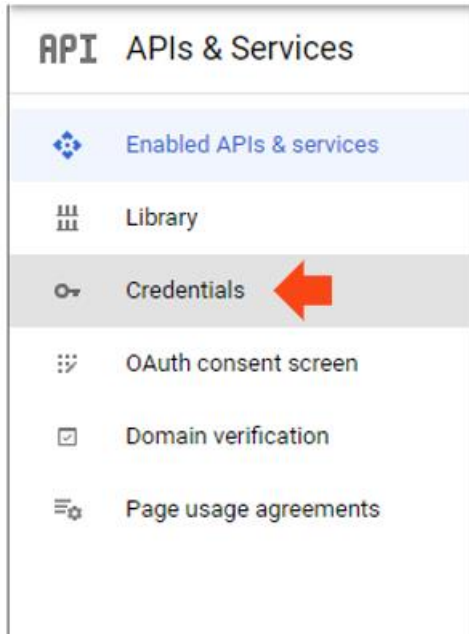 API APIs & Services
Enabled APIs & services
Library
Credentials
OAuth consent screen
Domain verification
Page usage agreements